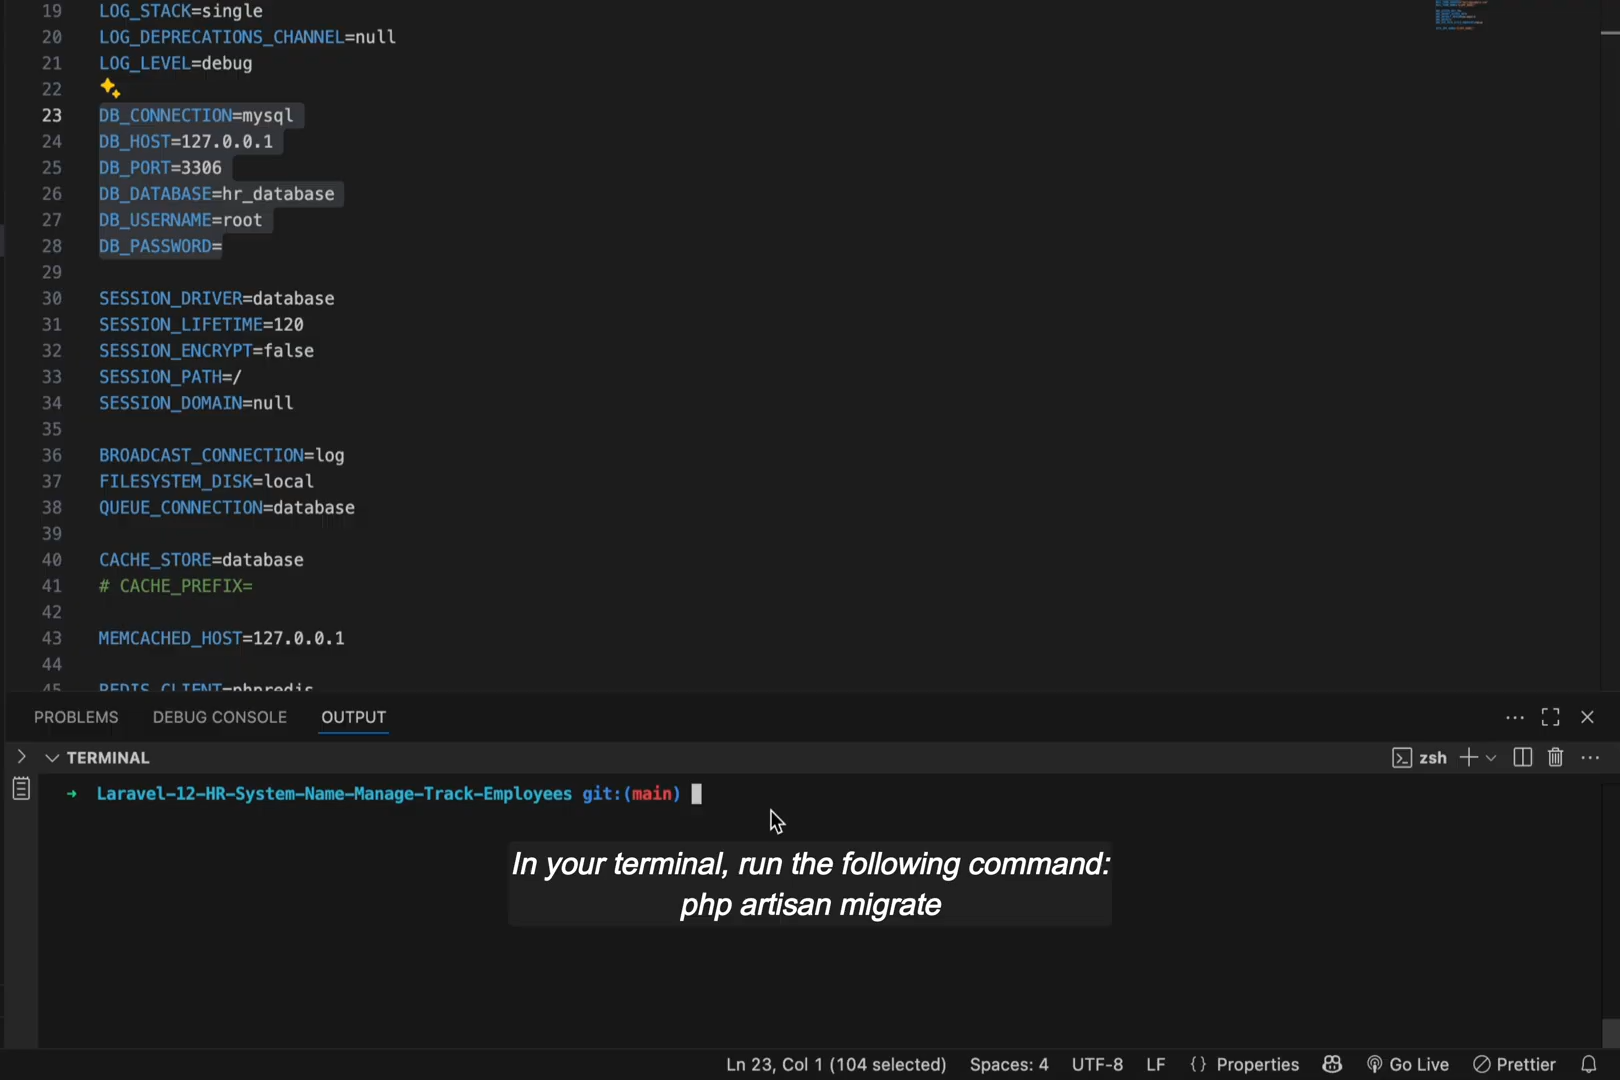 19 LOG_STACK=single
20 LOG_DEPRECATIONS_CHANNEL=null
21 LOG_LEVEL=debug
22
23 DB_CONNECTION=mysql
24 DB_HOST=127.0.0.1
25 DB_PORT=3306
26 DB_DATABASE=hr_database
27 DB_USERNAME=root
28 DB_PASSWORD=
29
30 SESSION_DRIVER=database
31 SESSION_LIFETIME=120
32 SESSION_ENCRYPT=false
33 SESSION_PATH=/
34 SESSION_DOMAIN=null
35
36 BROADCAST_CONNECTION=log
37 FILESYSTEM_DISK=local
38 QUEUE_CONNECTION=database
39
40 CACHE_STORE=database
41 # CACHE_PREFIX=
42
43 MEMCACHED_HOST=127.0.0.1
44
45 REDIS_CLIENT=phpredis
PROBLEMS DEBUG CONSOLE OUTPUT
TERMINAL zsh
→ Laravel-12-HR-System-Name-Manage-Track-Employees git:(main)
In your terminal, run the following command:
php artisan migrate
Ln 23, Col 1 (104 selected) Spaces: 4 UTF-8 LF {} Properties Go Live Prettier